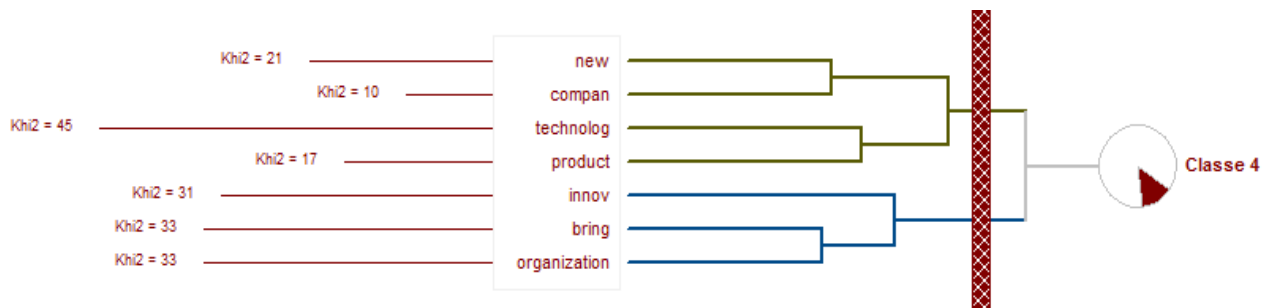 Khi2 = 21 new
Khi2 = 10 compan
Khi2 = 45 technolog
Khi2 = 17 product
Khi2 = 31 innov
Khi2 = 33 bring
Khi2 = 33 organization
Classe 4